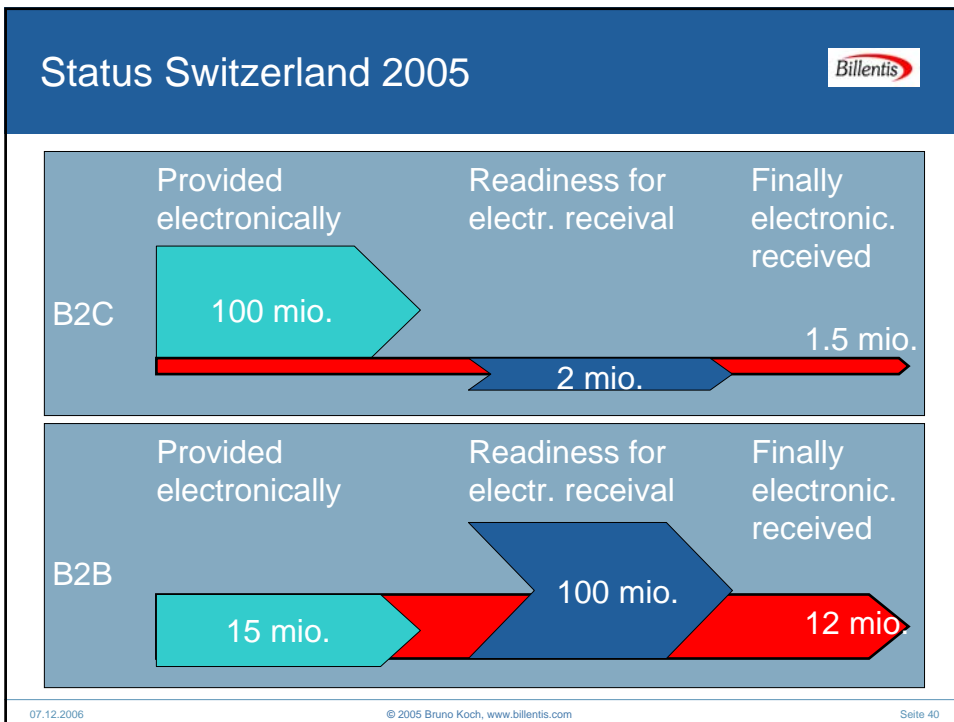 Status Switzerland 2005
Billentis
Provided
electronically
Readiness for
electr. receival
Finally
electronic.
received
B2C
100 mio.
2 mio.
1.5 mio.
Provided
electronically
Readiness for
electr. receival
Finally
electronic.
received
B2B
15 mio.
100 mio.
12 mio.
07.12.2006
© 2005 Bruno Koch, www.billentis.com
Seite 40